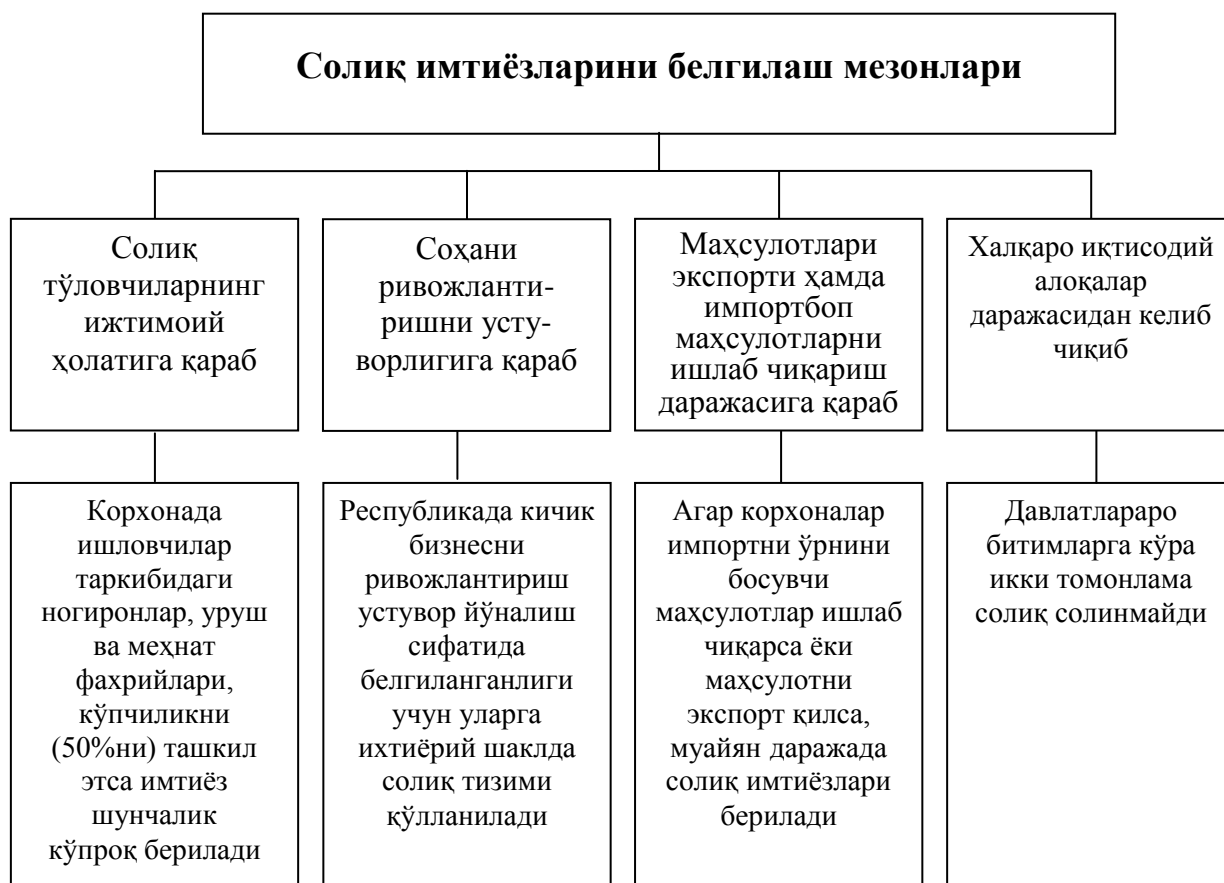 Солиқ имтиёзларини белгилаш мезонлари
Солиқ
тўловчиларнинг
ижтимоий
ҳолатига қараб
Соҳани
ривожланти-
ришни усту-
ворлигига қараб
Маҳсулотлари
экспорти ҳамда
импортбоп
маҳсулотларни
ишлаб чиқариш
даражасига қараб
Халқаро иқтисодий
алоқалар
даражасидан келиб
чиқиб
Корхонада
ишловчилар
таркибидаги
ногиронлар, уруш
ва меҳнат
фахрийлари,
кўпчиликни
(50%ни) ташкил
этса имтиёз
шунчалик
кўпроқ берилади
Республикада кичик
бизнесни
ривожлантириш
устувор йўналиш
сифатида
белгиланганлиги
учун уларга
ихтиёрий шаклда
солиқ тизими
қўлланилади
Агар корхоналар
импортни ўрнини
босувчи
маҳсулотлар ишлаб
чиқарса ёки
маҳсулотни
экспорт қилса,
муайян даражада
солиқ имтиёзлари
берилади
Давлатлараро
битимларга кўра
икки томонлама
солиқ солинмайди